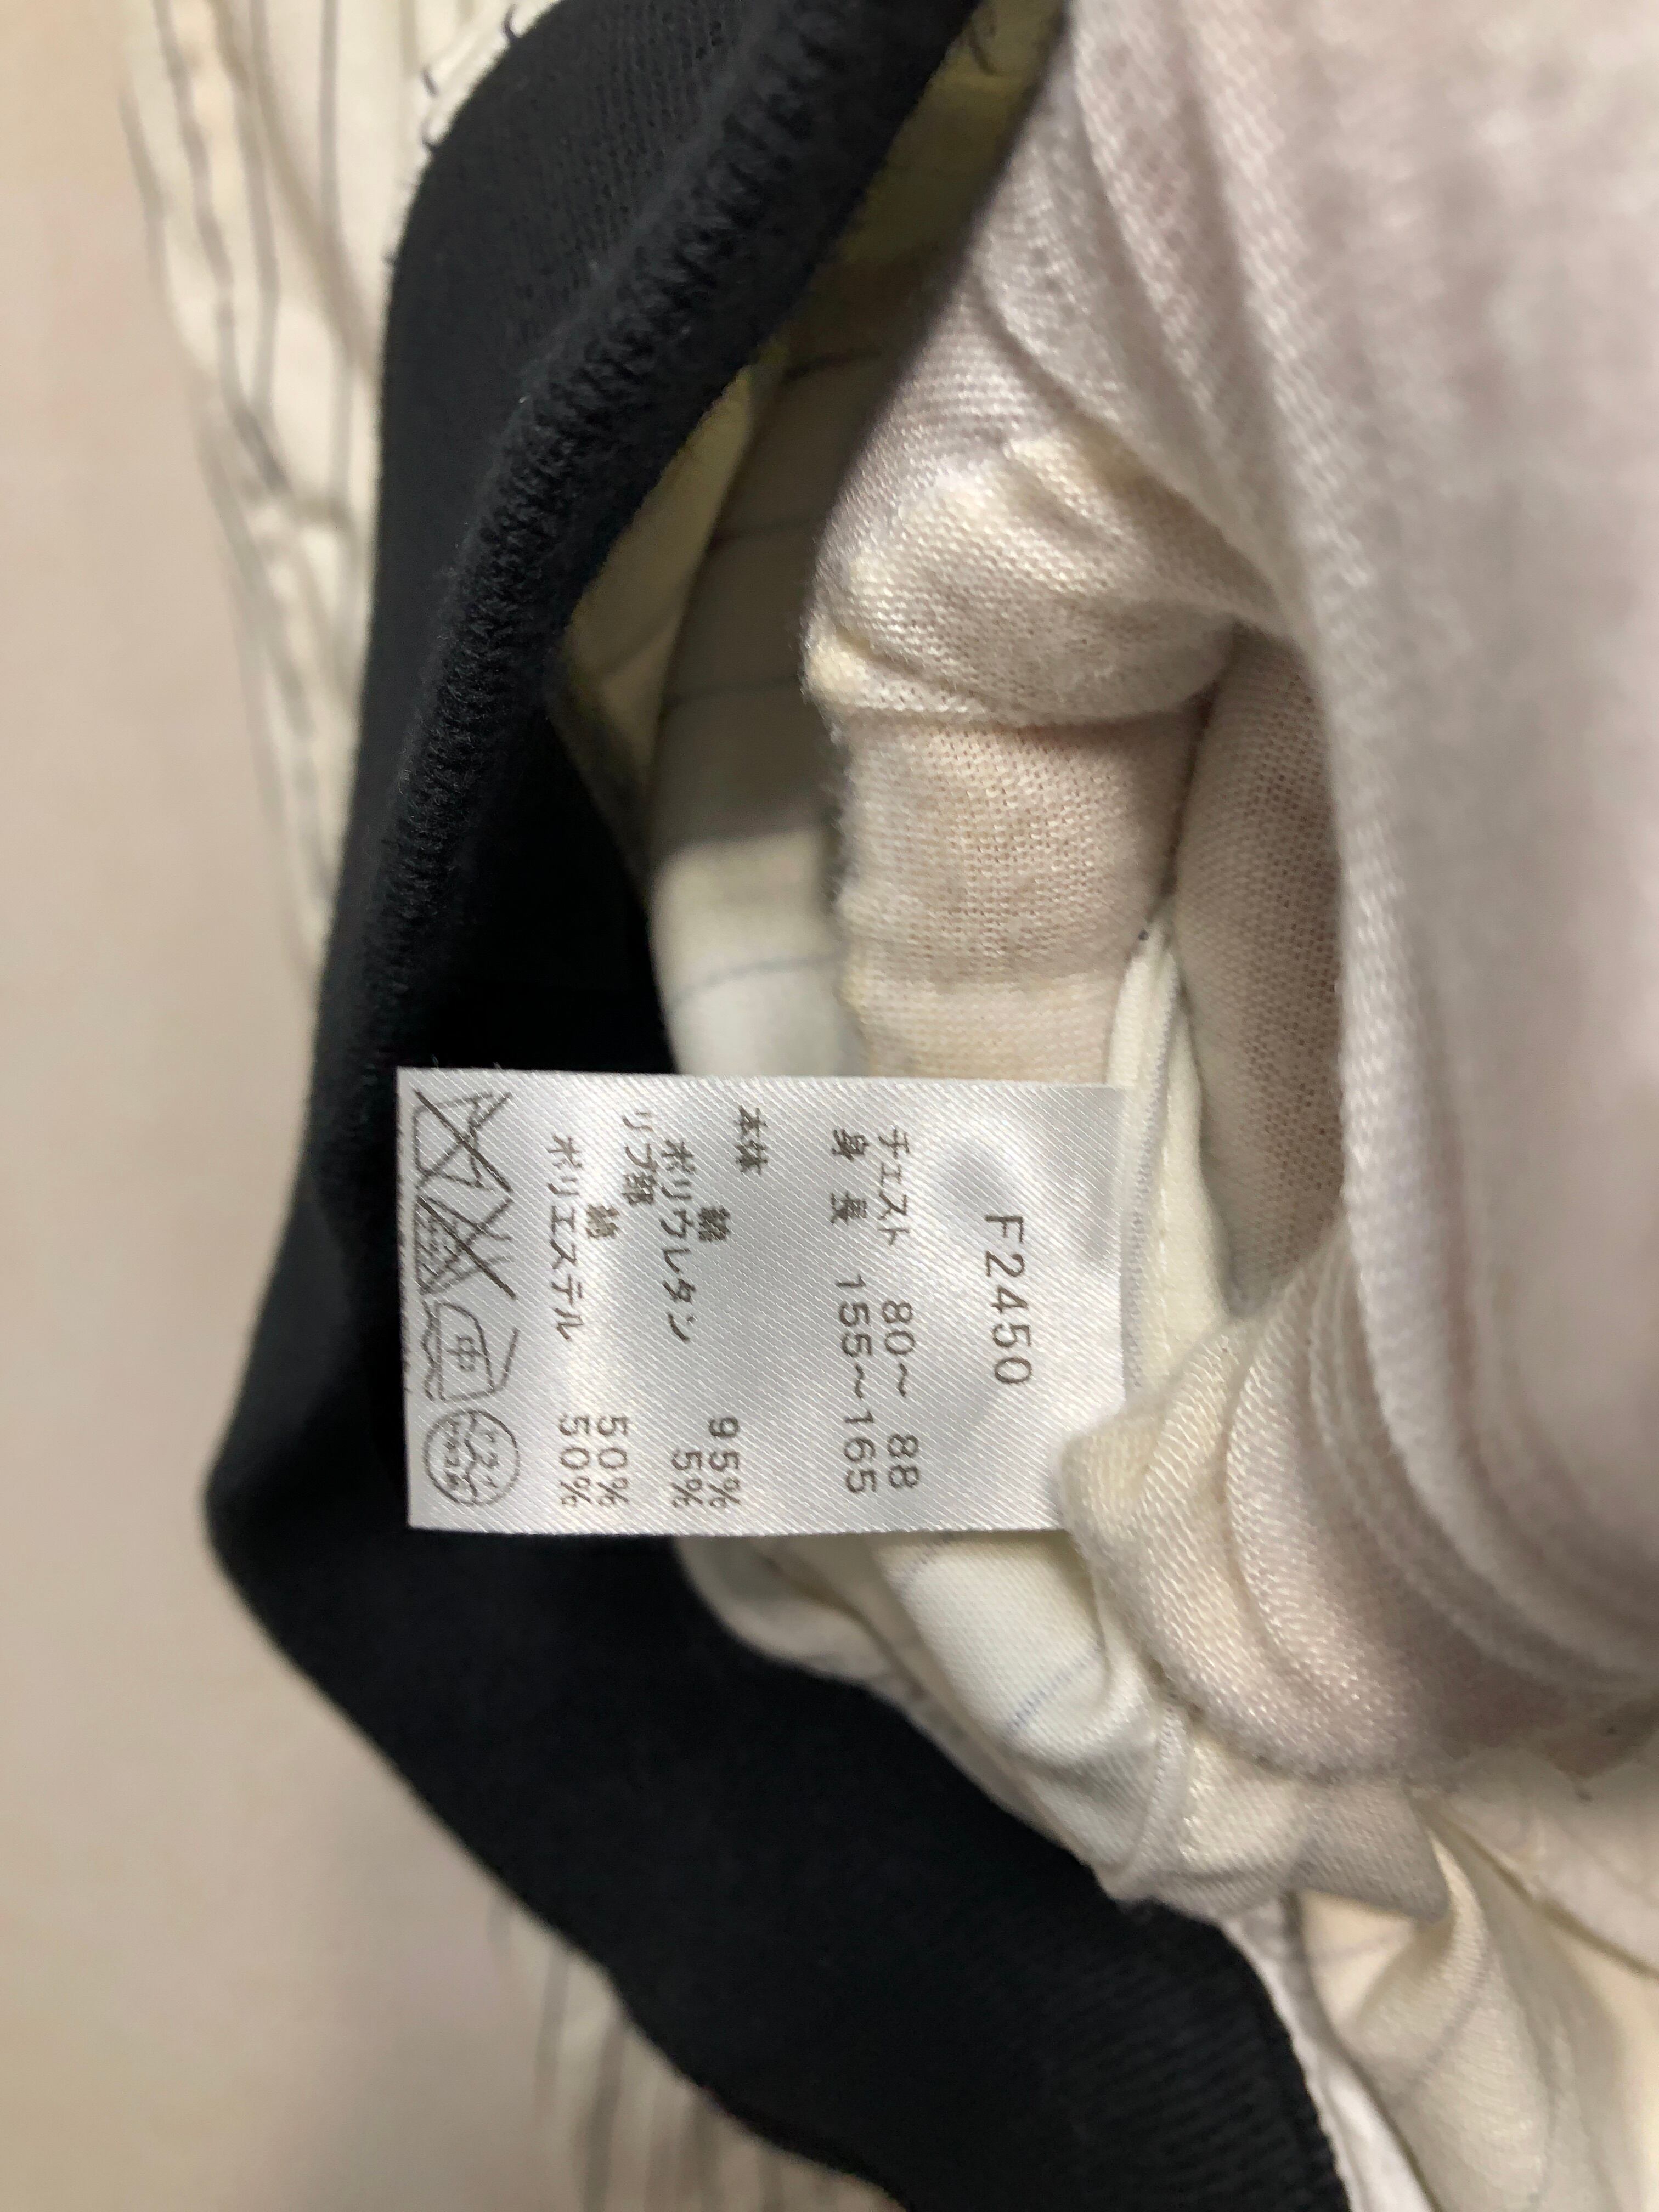 F2450
チェスト 80～ 88
身 長 155～165
本体
綿 95%
ポリウレタン 5%
リブ部
綿 50%
ポリエステル 50%
中